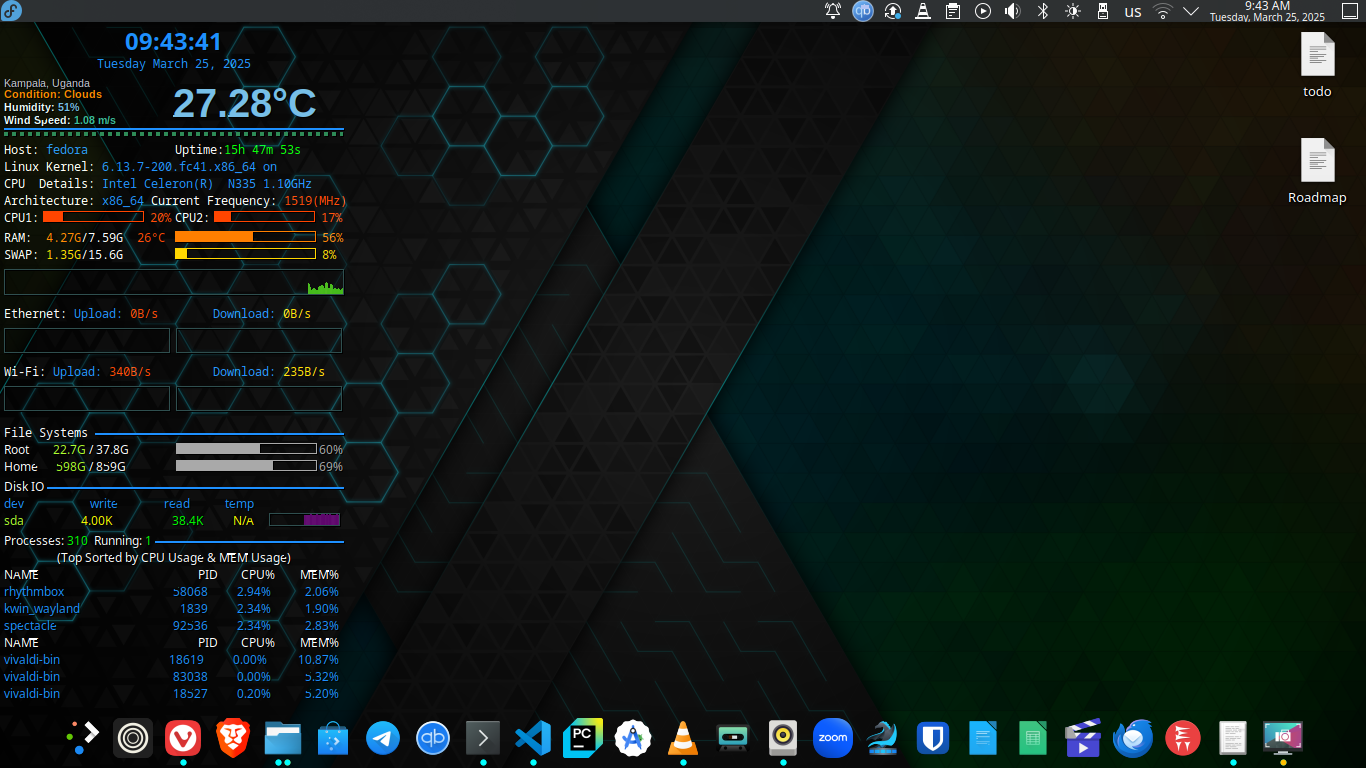 us
9:43 AM
Tuesday, March 25, 2025
09:43:41
Tuesday March 25, 2025
Kampala, Uganda
Condition: Clouds
Humidity: 51%
Wind Speed: 1.08 m/s
27.28°C
Host: fedora Uptime:15h 47m 53s
Linux Kernel: 6.13.7-200.fc41.x86_64 on
CPU Details: Intel Celeron(R) N335 1.10GHz
Architecture: x86_64 Current Frequency: 1519(MHz)
CPU1: 20% CPU2: 17%
RAM: 4.27G/7.59G 26°C 56%
SWAP: 1.35G/15.6G 8%
Ethernet: Upload: 0B/s Download: 0B/s
Wi-Fi: Upload: 340B/s Download: 235B/s
File Systems
Root 22.7G / 37.8G 60%
Home 598G / 859G 69%
Disk IO
dev write read temp
sda 4.00K 38.4K N/A
Processes: 310 Running: 1
(Top Sorted by CPU Usage & MEM Usage)
NAME PID CPU% MEM%
rhythmbox 58068 2.94% 2.06%
kwin_wayland 1839 2.34% 1.90%
spectacle 92536 2.34% 2.83%
NAME PID CPU% MEM%
vivaldi-bin 18619 0.00% 10.87%
vivaldi-bin 83038 0.00% 5.32%
vivaldi-bin 18527 0.20% 5.20%
todo
Roadmap
qb
qb
PC
zoom